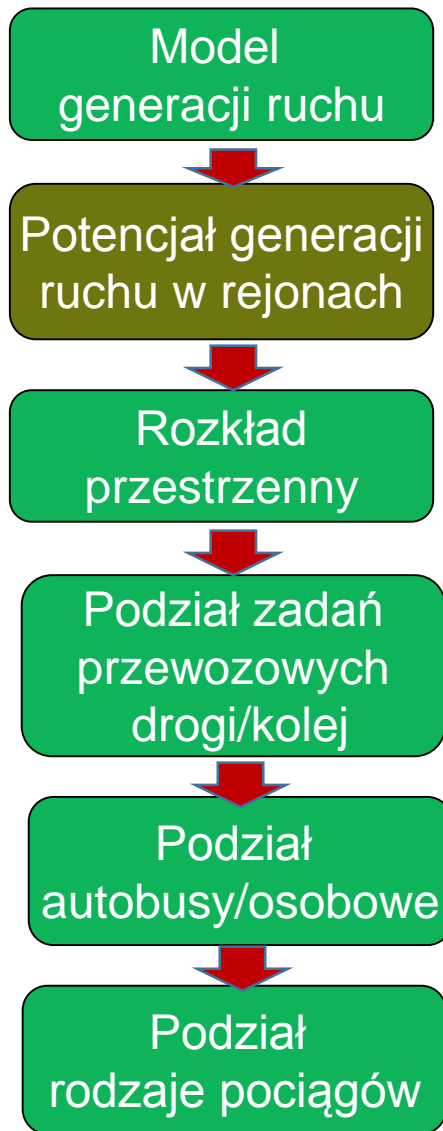 Model
generacji ruchu
Potencjał generacji
ruchu w rejonach
Rozkład
przestrzenny
Podział zadań
przewozowych
drogi/kolej
Podział
autobusy/osobowe
Podział
rodzaje pociągów